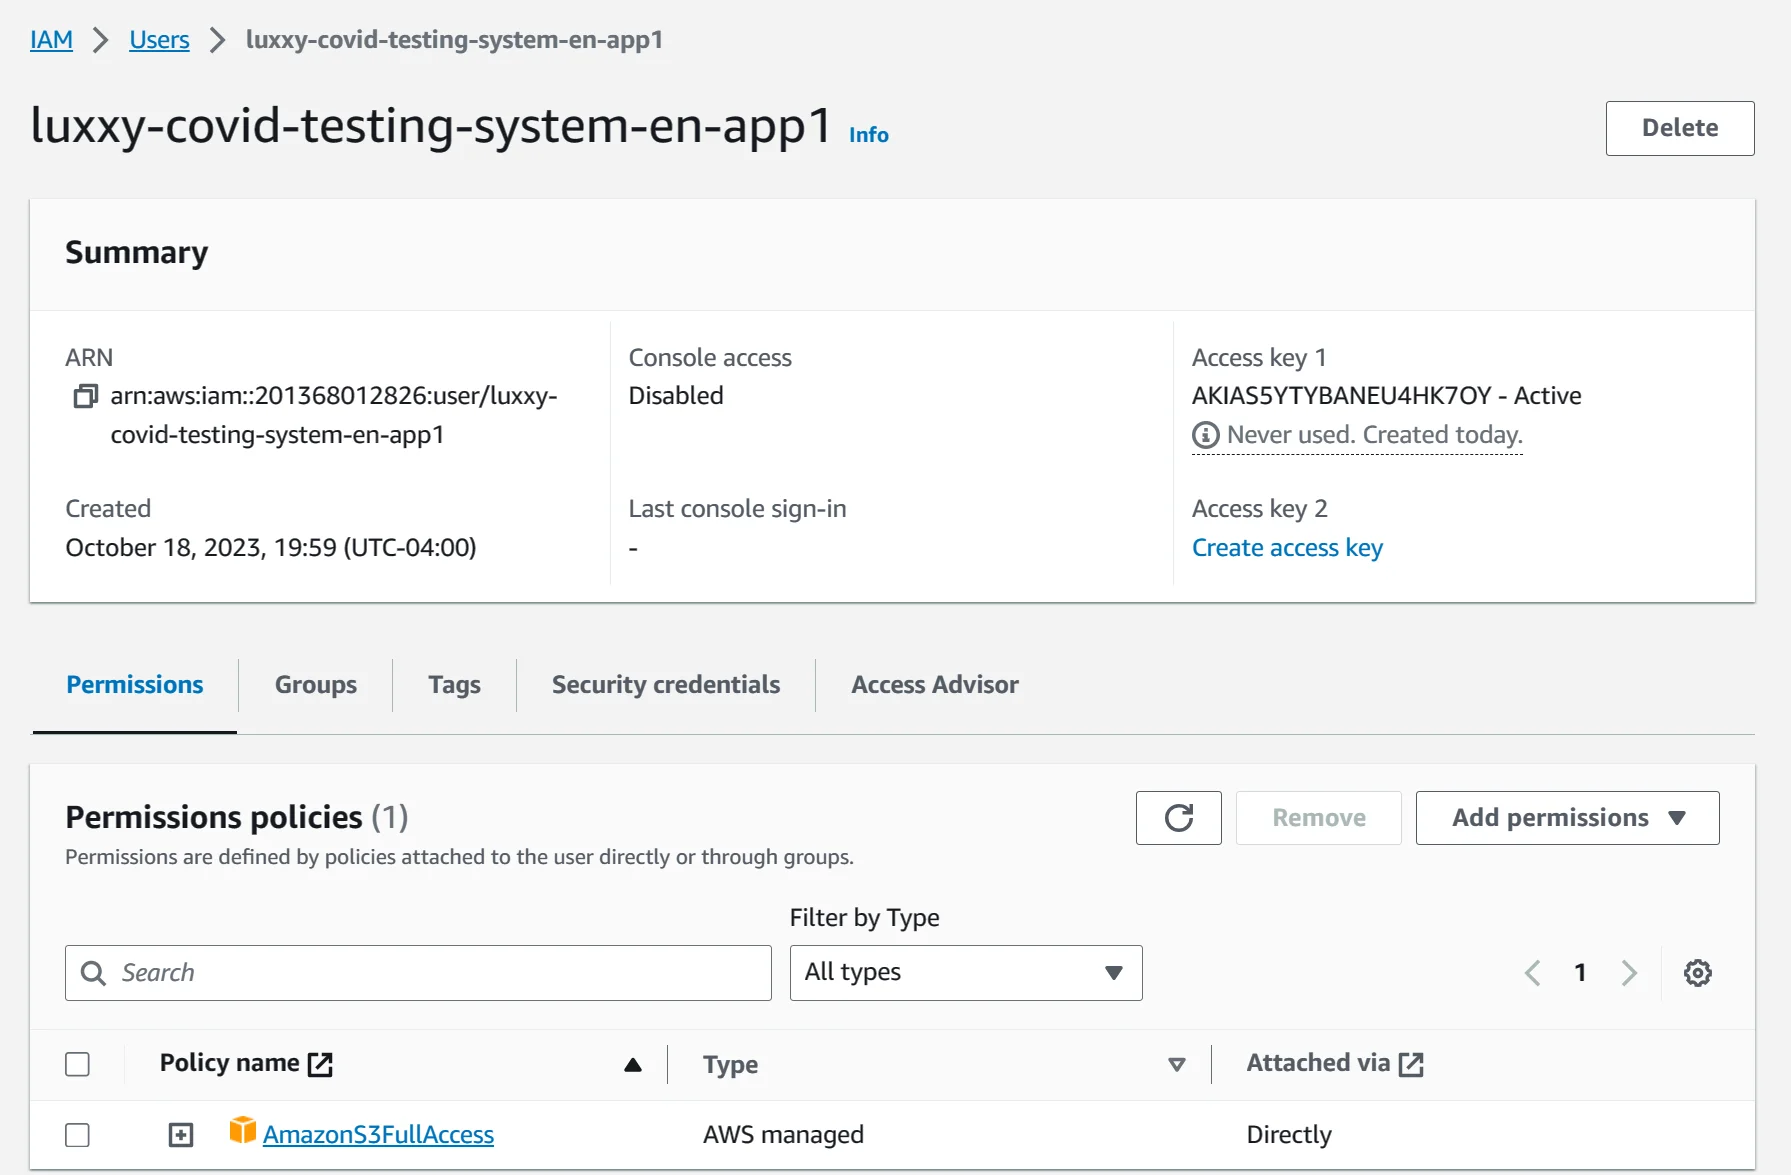 IAM > Users > luxxy-covid-testing-system-en-app1
luxxy-covid-testing-system-en-app1 Info
Delete
Summary
ARN
arn:aws:iam::201368012826:user/luxxy-
covid-testing-system-en-app1
Created
October 18, 2023, 19:59 (UTC-04:00)
Console access
Disabled
Last console sign-in
-
Access key 1
AKIAS5YTYBANEU4HK7OY - Active
Never used. Created today.
Access key 2
Create access key
Permissions
Groups
Tags
Security credentials
Access Advisor
Permissions policies (1)
Permissions are defined by policies attached to the user directly or through groups.
Remove
Add permissions
Filter by Type
Search
All types
1
Policy name
Type
Attached via
AmazonS3FullAccess
AWS managed
Directly